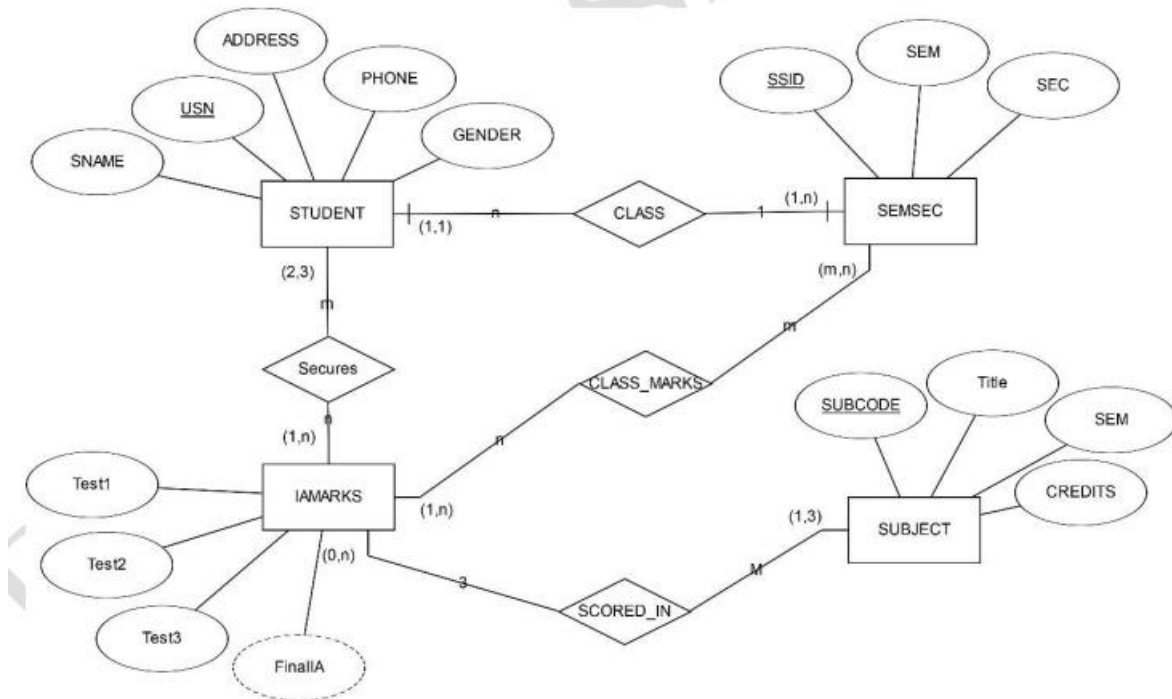 ADDRESS
PHONE
USN
GENDER
SNAME
STUDENT
SEM
SSID
SEC
SEMSEC
n
CLASS
1
(1,1)
(1,n)
(2,3)
m
(m,n)
m
Secures
CLASS_MARKS
n
(1,n)
n
(1,n)
IAMARKS
Test1
Test2
Test3
FinalIA
(0,n)
3
SCORED_IN
M
(1,3)
SUBCODE
Title
SEM
CREDITS
SUBJECT